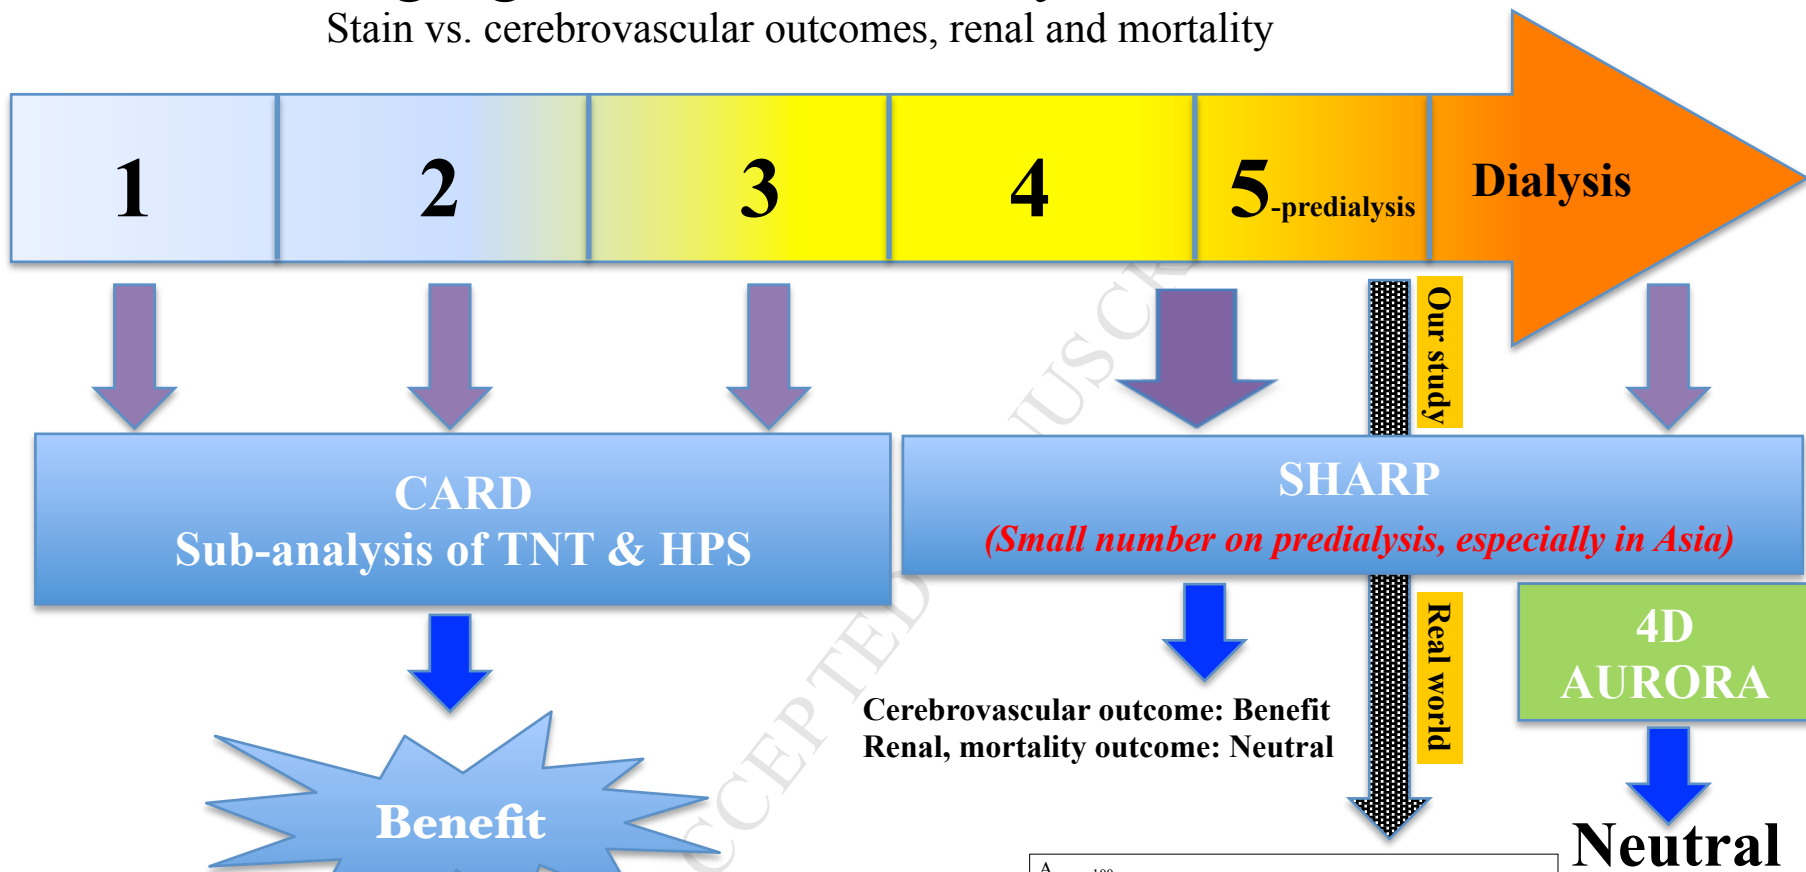 Stain vs. cerebrovascular outcomes, renal and mortality
1
2
3
4
5-predialysis
Dialysis
Our study
CARD
Sub-analysis of TNT & HPS
SHARP
(Small number on predialysis, especially in Asia)
Real world
4D
AURORA
Cerebrovascular outcome: Benefit
Renal, mortality outcome: Neutral
Benefit
Neutral
A
100